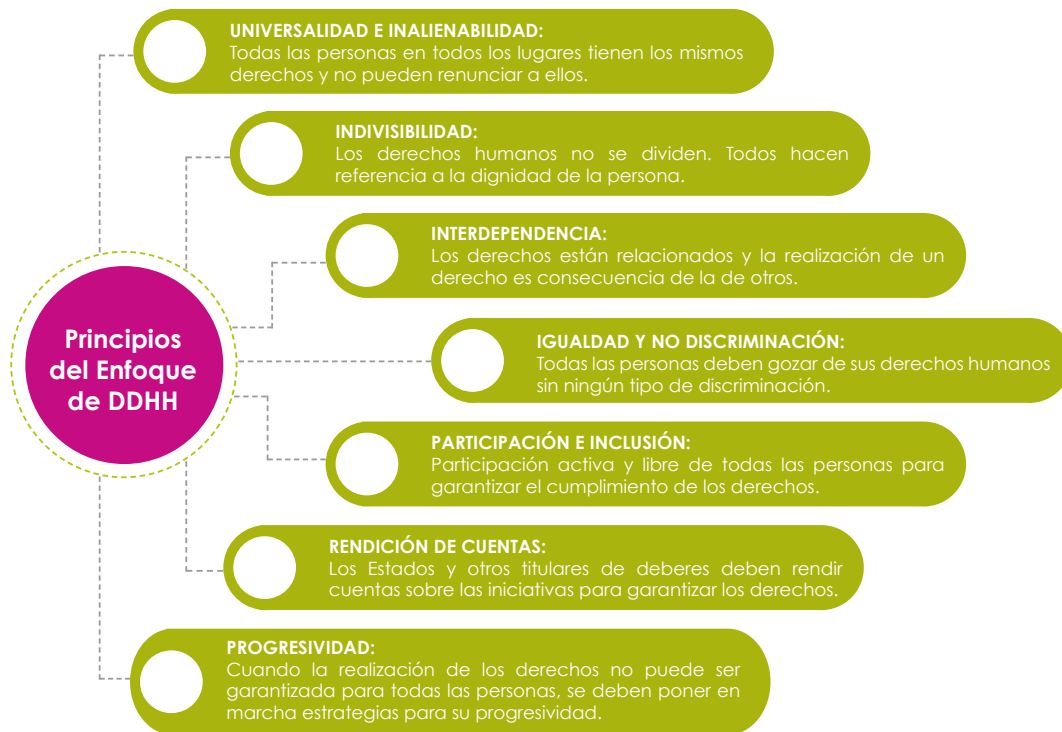 UNIVERSALIDAD E INALIENABILIDAD:
Todas las personas en todos los lugares tienen los mismos
derechos y no pueden renunciar a ellos.
INDIVISIBILIDAD:
Los derechos humanos no se dividen. Todos hacen
referencia a la dignidad de la persona.
INTERDEPENDENCIA:
Los derechos están relacionados y la realización de un
derecho es consecuencia de la de otros.
Principios
del Enfoque
de DDHH
IGUALDAD Y NO DISCRIMINACIÓN:
Todas las personas deben gozar de sus derechos humanos
sin ningún tipo de discriminación.
PARTICIPACIÓN E INCLUSIÓN:
Participación activa y libre de todas las personas para
garantizar el cumplimiento de los derechos.
RENDICIÓN DE CUENTAS:
Los Estados y otros titulares de deberes deben rendir
cuentas sobre las iniciativas para garantizar los derechos.
PROGRESIVIDAD:
Cuando la realización de los derechos no puede ser
garantizada para todas las personas, se deben poner en
marcha estrategias para su progresividad.